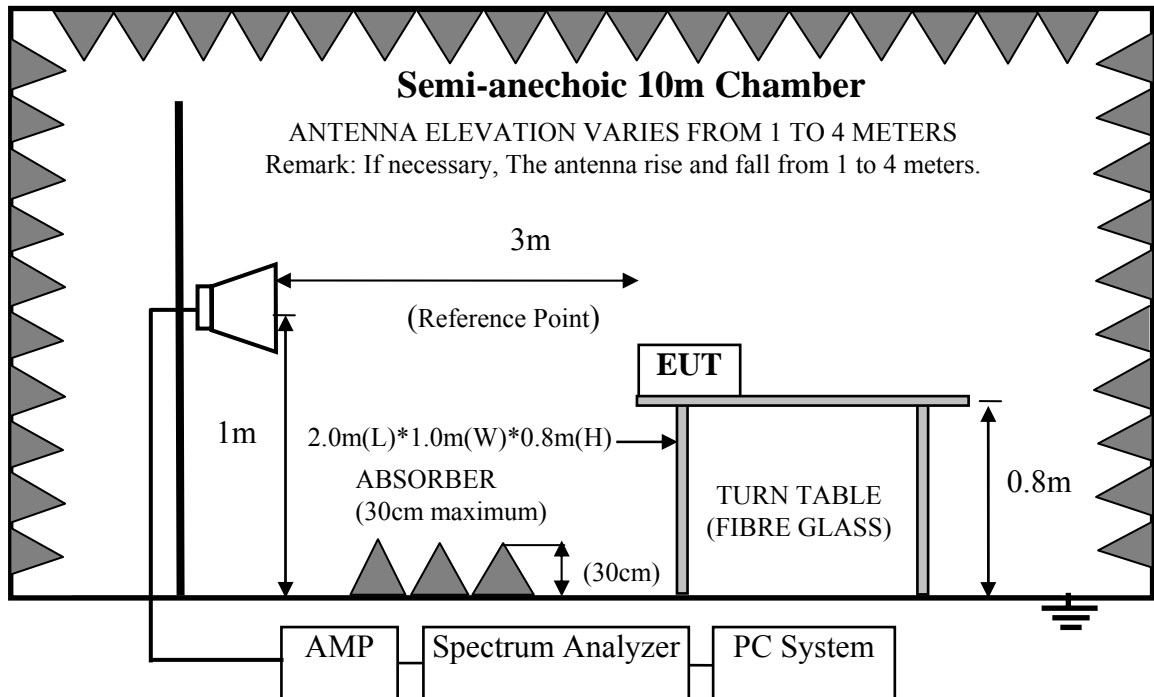 Semi-anechoic 10m Chamber
ANTENNA ELEVATION VARIES FROM 1 TO 4 METERS
Remark: If necessary, The antenna rise and fall from 1 to 4 meters.
3m
(Reference Point)
EUT
1m
2.0m(L)*1.0m(W)*0.8m(H)
ABSORBER
(30cm maximum)
(30cm)
TURN TABLE
(FIBRE GLASS)
0.8m
AMP
Spectrum Analyzer
PC System